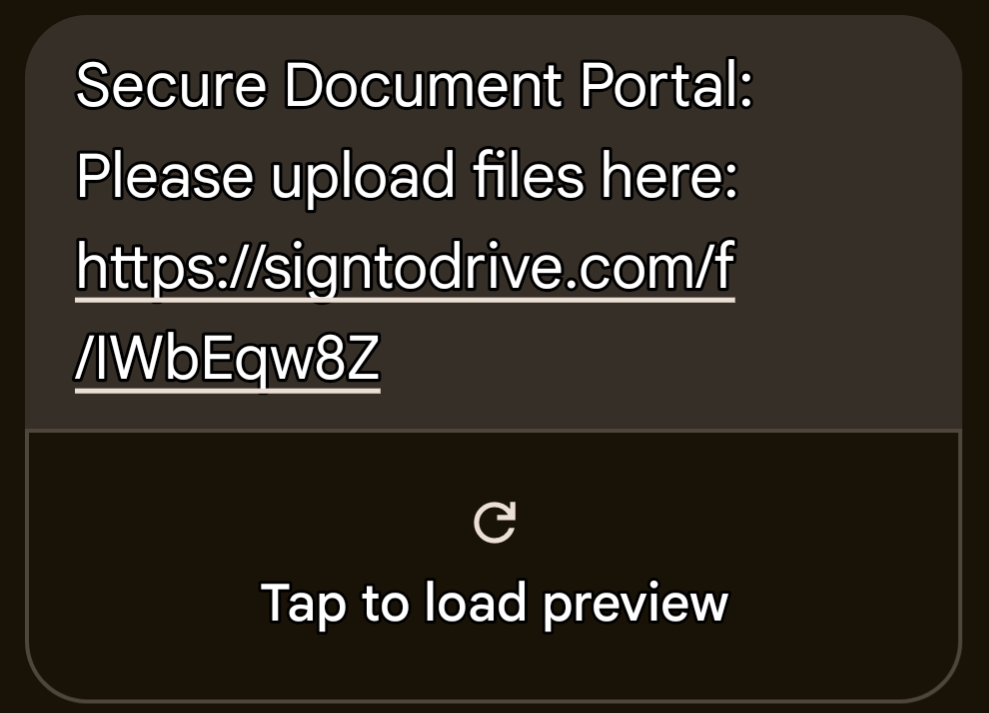 Secure Document Portal:
Please upload files here:
https://signtodrive.com/f
/IWbEqw8Z
Tap to load preview